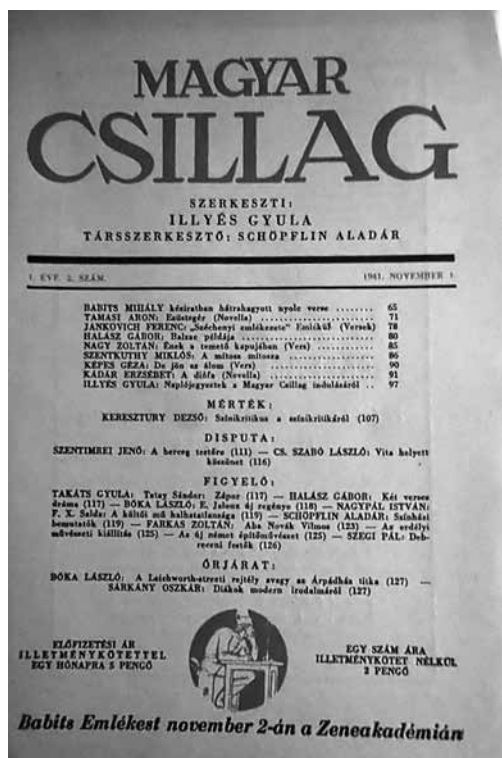 MAGYAR
CSILLAG
SZERKESZTI:
ILLYÉS GYULA
TÁRSSZERKESZTŐ: SCHÖPFLIN ALADÁR
1. ÉVF. 2. SZÁM. 1941. NOVEMBER 1.
BABITS MIHÁLY kéziratban hátrahagyott nyolc verse ........ 65
TAMÁSI ÁRON: Ezüstegér (Novella) .................... 71
JANKOVICH FERENC: „Széchenyi emlékezete" Emlékülő (Versek) 78
HALÁSZ GÁBOR: Balzac példája ........................ 80
NAGY ZOLTÁN: Ének a temető kapujában (Vers) ............ 85
SZENTKUTHY MIKLÓS: A mítosz mítosza .................. 86
KÉPES GÉZA: De jön az álom (Vers) .................... 90
KÁDÁR ERZSÉBET: A diófa (Novella) .................... 91
ILLYÉS GYULA: Naplójegyzetek a Magyar Csillag indulásáról .. 97
MÉRTÉK:
KERESZTURY DEZSŐ: Színikritikus a színikritikáról (107)
DISPUTA:
SZENTIMREI JENŐ: A herceg testőre (111) — CS. SZABÓ LÁSZLÓ: Vita helyett
köszönet (116)
FIGYELŐ:
TAKÁTS GYULA: Tatay Sándor: Zápor (117) — HALÁSZ GÁBOR: Két verses
dráma (117) — BÓKA LÁSZLÓ: E. Jelenx új regénye (118) — NAGYPÁL ISTVÁN:
F. X. Salda: A költői mű halhatatlansága (119) — SCHÖPFLIN ALADÁR: Színházi
bemutatók (119) — FARKAS ZOLTÁN: Aba Novák Vilmos (123) — Az erdélyi
művészeti kiállítás (125) — Az új német építőművészet (125) — SZEGI PÁL: Deb-
receni festők (126)
ŐRJÁRAT:
BÓKA LÁSZLÓ: A Latchworth-streeti rejtély avagy az Árpádház titka (127) —
SÁRKÁNY OSZKÁR: Diákok modern irodalmáról (127)
ELŐFIZETÉSI ÁR
ILLETMÉNYKÖTETTEL
EGY HÓNAPRA 5 PENGŐ
EGY SZÁM ÁRA
ILLETMÉNYKÖTET NÉLKÜL
2 PENGŐ
Babits Emlékest november 2-án a Zeneakadémián